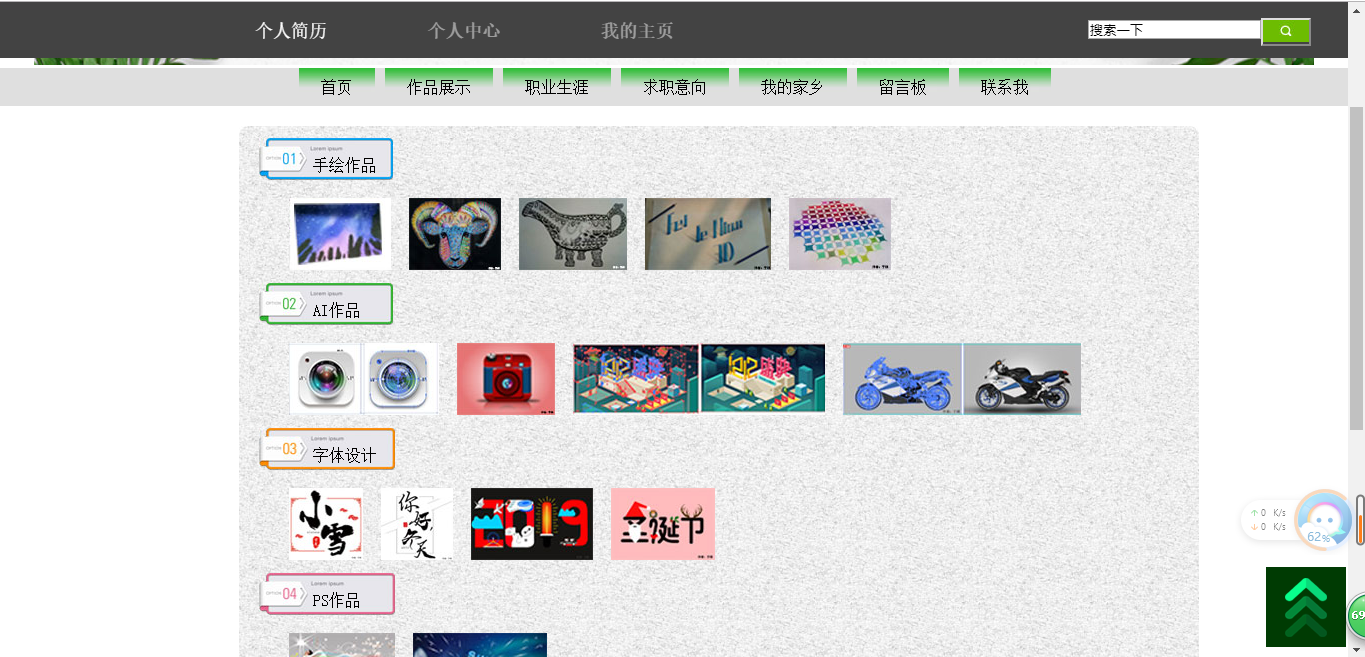 个人简历 个人中心 我的主页 搜索一下
首页 作品展示 职业生涯 求职意向 我的家乡 留言板 联系我
Lorem ipsum
OPTION 01 手绘作品
Lorem ipsum
OPTION 02 AI作品
Lorem ipsum
OPTION 03 字体设计
小雪 你好,冬天 2019 圣诞节
↑ 0 K/s
↓ 0 K/s
62%
Lorem ipsum
OPTION 04 PS作品
69